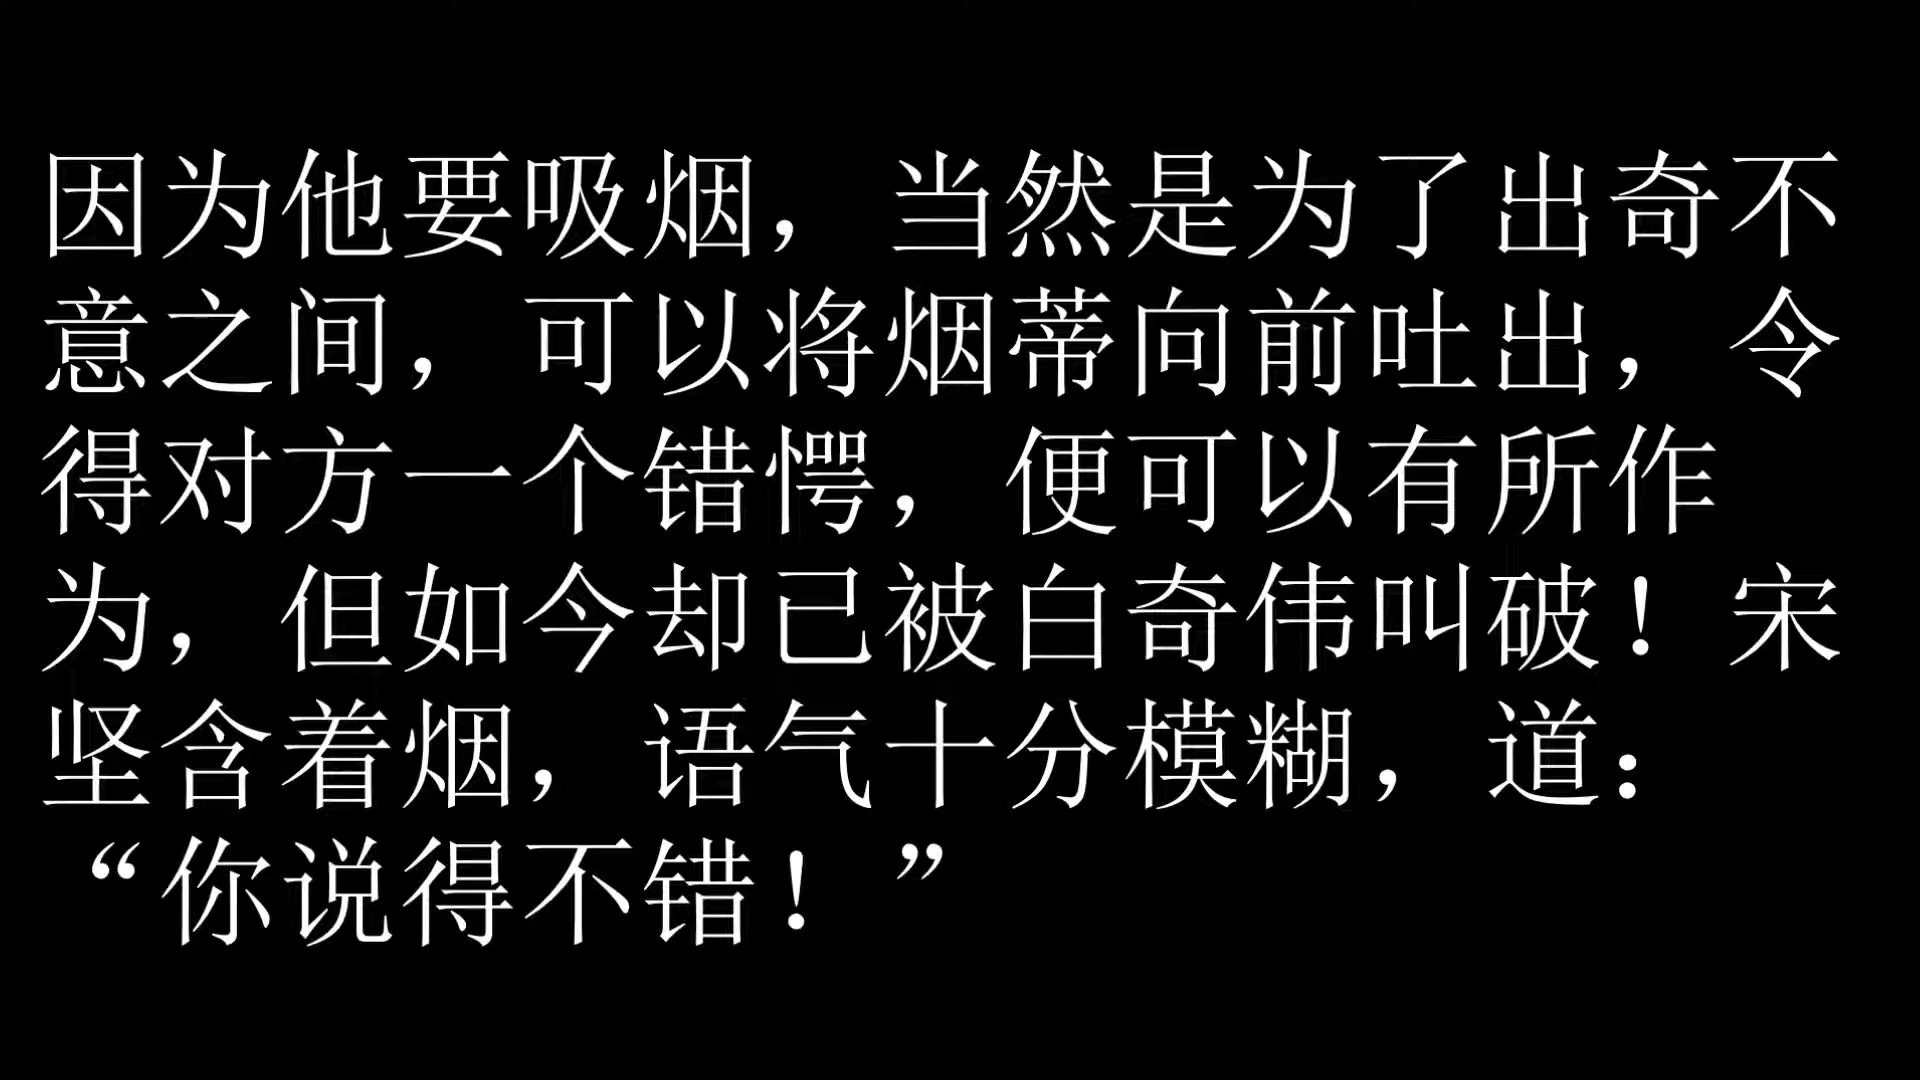 因为他要吸烟，当然是为了出奇不
意之间，可以将烟蒂向前吐出，令
得对方一个错愕，便可以有所作
为，但如今却已被白奇伟叫破！宋
坚含着烟，语气十分模糊，道：
“你说得不错！”